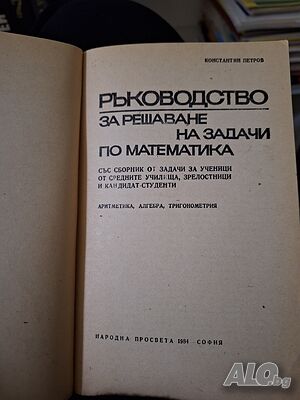 КОНСТАНТИН ПЕТРОВ
РЪКОВОДСТВО
ЗА РЕШАВАНЕ
НА ЗАДАЧИ
ПО МАТЕМАТИКА
СЪС СБОРНИК ОТ ЗАДАЧИ ЗА УЧЕНИЦИ
ОТ СРЕДНИТЕ УЧИЛИЩА, ЗРЕЛОСТНИЦИ
И КАНДИДАТ-СТУДЕНТИ
АРИТМЕТИКА, АЛГЕБРА, ТРИГОНОМЕТРИЯ
НАРОДНА ПРОСВЕТА 1984 – СОФИЯ
ALO.bg